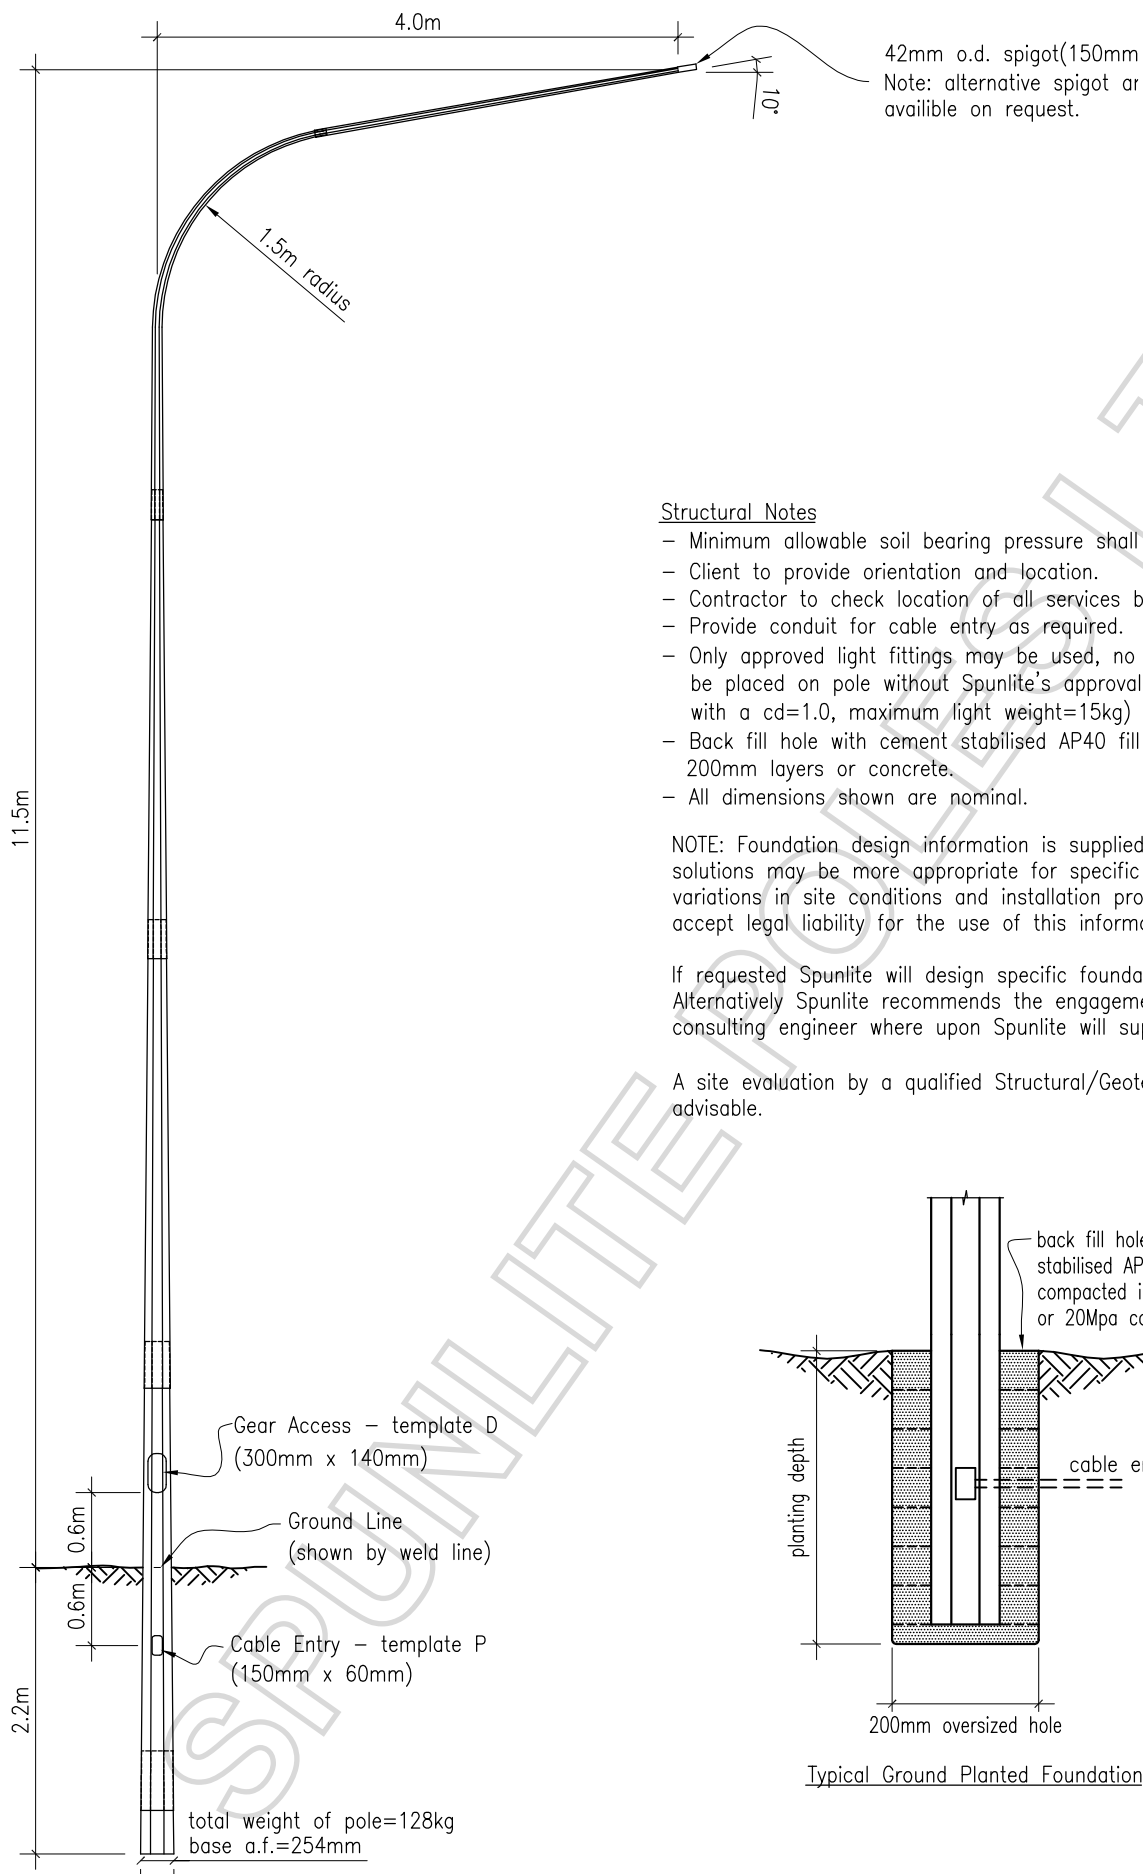 4.0m
42mm o.d. spigot(150mm
Note: alternative spigot ar
availible on request.
10°
1.5m radius
11.5m
Structural Notes
– Minimum allowable soil bearing pressure shall
– Client to provide orientation and location.
– Contractor to check location of all services b
– Provide conduit for cable entry as required.
– Only approved light fittings may be used, no
be placed on pole without Spunlite's approval
with a cd=1.0, maximum light weight=15kg)
– Back fill hole with cement stabilised AP40 fill
200mm layers or concrete.
– All dimensions shown are nominal.
NOTE: Foundation design information is supplied
solutions may be more appropriate for specific
variations in site conditions and installation pro
accept legal liability for the use of this informa
If requested Spunlite will design specific founda
Alternatively Spunlite recommends the engageme
consulting engineer where upon Spunlite will sup
A site evaluation by a qualified Structural/Geote
advisable.
SPUNLITE POLES LT
Gear Access – template D
(300mm x 140mm)
0.6m
Ground Line
(shown by weld line)
0.6m
Cable Entry – template P
(150mm x 60mm)
2.2m
total weight of pole=128kg
base a.f.=254mm
back fill hole
stabilised AP
compacted i
or 20Mpa co
planting depth
cable e
200mm oversized hole
Typical Ground Planted Foundation